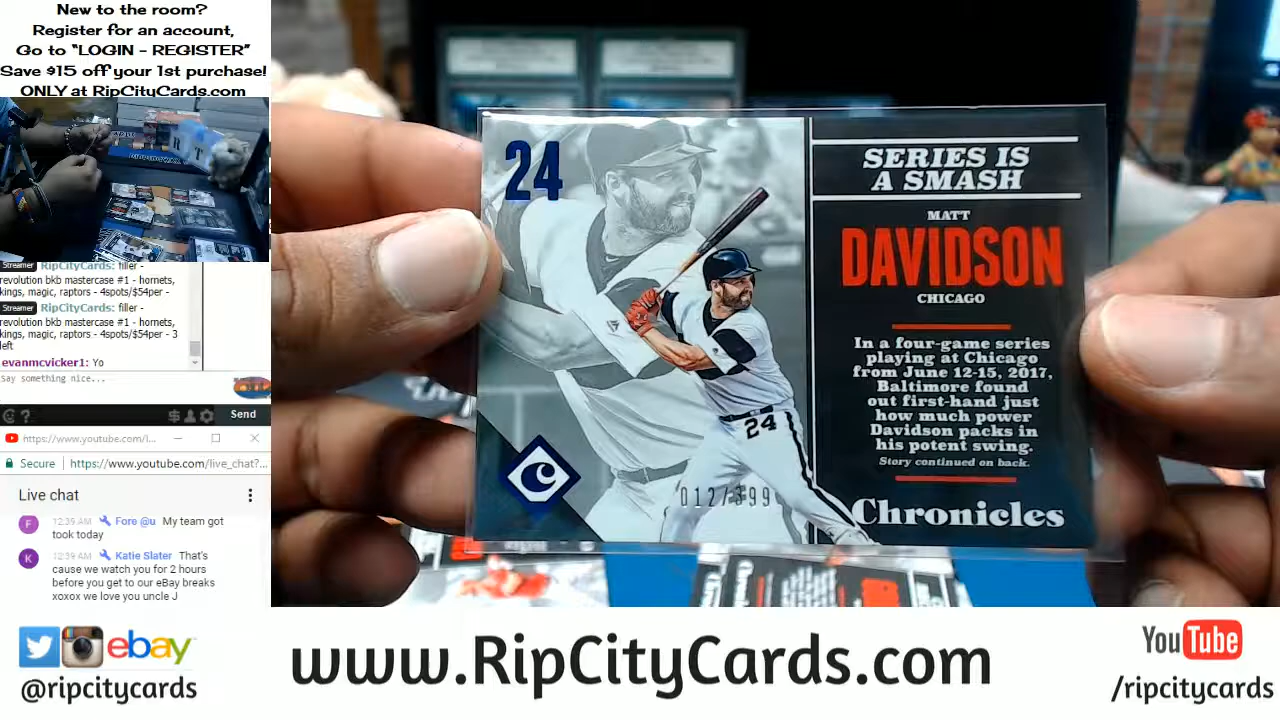 New to the room?
Register for an account,
Go to "LOGIN - REGISTER"
Save $15 off your 1st purchase!
ONLY at RipCityCards.com
Streamer RipCityCards: filler -
revolution bkb mastercase #1 - hornets,
kings, magic, raptors - 4spots/$54per -
Streamer RipCityCards: filler -
revolution bkb mastercase #1 - hornets,
kings, magic, raptors - 4spots/$54per - 3
left
evanmcvicker1: Yo
Say something nice...
Send
https://www.youtube.com/l...
Secure https://www.youtube.com/live_chat?...
Live chat
F 12:39 AM Fore @u My team got
took today
K 12:39 AM Katie Slater That's
cause we watch you for 2 hours
before you get to our eBay breaks
xoxox we love you uncle J
24
SERIES IS
A SMASH
MATT
DAVIDSON
CHICAGO
In a four-game series
playing at Chicago
from June 12-15, 2017,
Baltimore found
out first-hand just
how much power
Davidson packs in
his potent swing.
Story continued on back.
Chronicles
24
C
012/399
ebay
@ripcitycards
www.RipCityCards.com
YouTube
/ripcitycards